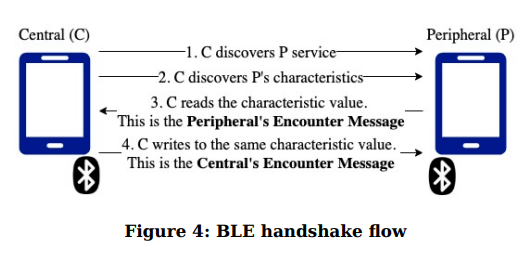 Central (C)
Peripheral (P)
1. C discovers P service
2. C discovers P's characteristics
3. C reads the characteristic value.
This is the Peripheral's Encounter Message
4. C writes to the same characteristic value.
This is the Central's Encounter Message
Figure 4: BLE handshake flow